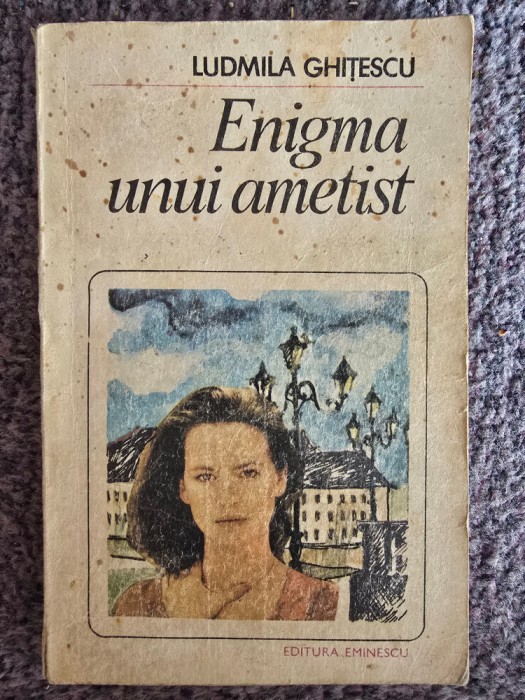 LUDMILA GHIȚESCU
Enigma
unui ametist
EDITURA EMINESCU